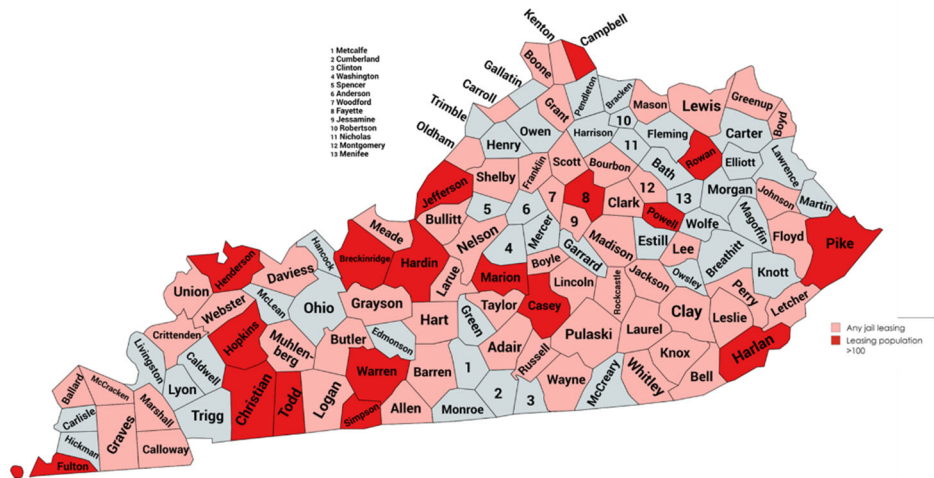 Kenton
Campbell
Boone
Gallatin
Carroll
Trimble
Oldham
1 Metcalfe
2 Cumberland
3 Clinton
4 Washington
5 Spencer
6 Anderson
7 Woodford
8 Fayette
9 Jessamine
10 Robertson
11 Nicholas
12 Montgomery
13 Menifee
Grant
Pendleton
Bracken
Mason
Lewis
Greenup
Boyd
Owen
Harrison
10
Fleming
Carter
Henry
11
Rowan
Elliott
Lawrence
Shelby
Franklin
Scott
Bourbon
Bath
Jefferson
Bullitt
5
6
7
8
Clark
12
13
Morgan
Johnson
Martin
Powell
Wolfe
Magoffin
Floyd
Pike
Meade
Nelson
4
Mercer
9
Garrard
Madison
Estill
Lee
Breathitt
Knott
Hancock
Breckinridge
Hardin
Larue
Marion
Boyle
Lincoln
Rockcastle
Jackson
Owsley
Perry
Letcher
Henderson
Daviess
Union
Webster
McLean
Ohio
Grayson
Hart
Green
Taylor
Casey
Pulaski
Laurel
Clay
Leslie
Harlan
Crittenden
Hopkins
Muhlen-
berg
Butler
Edmonson
Adair
Russell
Knox
Bell
Livingston
Caldwell
Lyon
Warren
Barren
1
Wayne
McCreary
Whitley
Ballard
McCracken
Marshall
Trigg
Christian
Todd
Logan
Simpson
Allen
Monroe
2
3
Carlisle
Graves
Hickman
Calloway
Fulton
Any jail leasing
Leasing population
>100